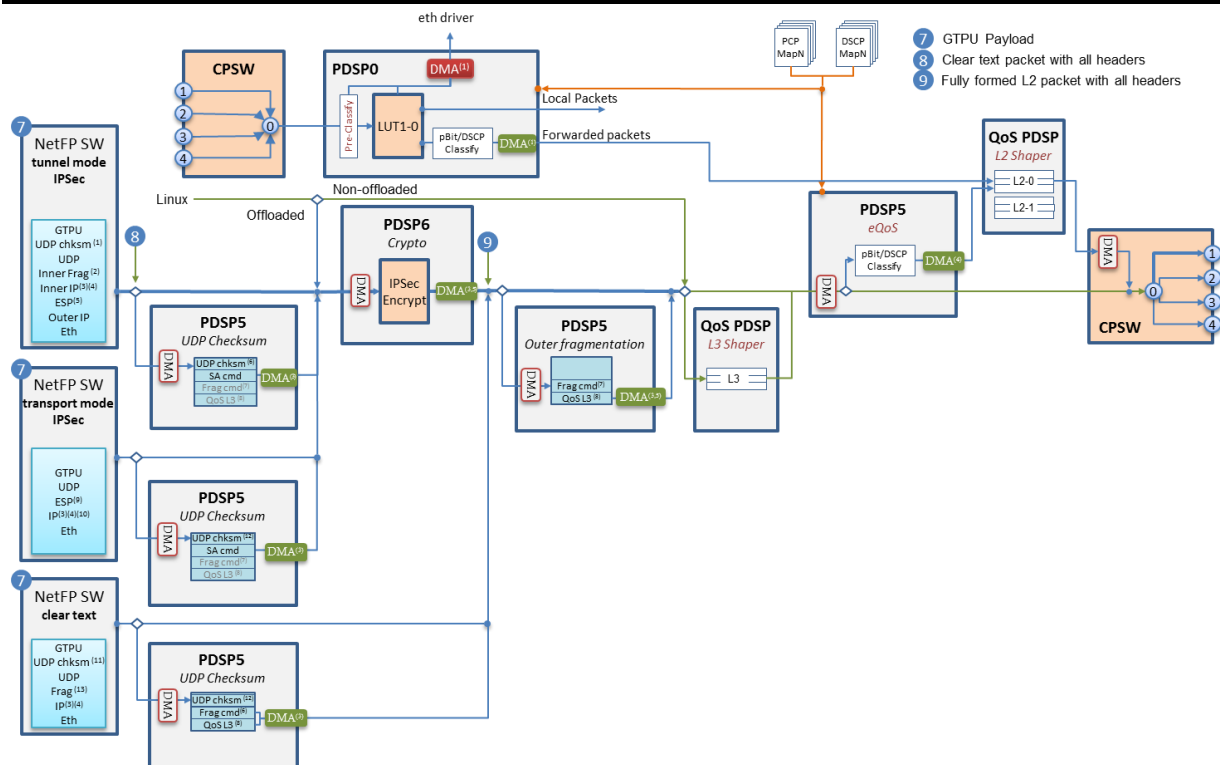 eth driver
CPSW
1
2
3
4
0
PDSP0
DMA(1)
Pre-Classify
LUT1-0
pBit/DSCP
Classify
DMA(1)
Local Packets
Forwarded packets
PCP
MapN
DSCP
MapN
7 GTPU Payload
8 Clear text packet with all headers
9 Fully formed L2 packet with all headers
7
NetFP SW
tunnel mode
IPSec
GTPU
UDP chksm (1)
UDP
Inner Frag (2)
Inner IP(3)(4)
ESP(5)
Outer IP
Eth
Linux
Non-offloaded
Offloaded
8
PDSP6
Crypto
DMA
IPSec
Encrypt
DMA(3,5)
9
QoS PDSP
L2 Shaper
L2-0
L2-1
PDSP5
eQoS
DMA
pBit/DSCP
Classify
DMA(4)
DMA
0
1
2
3
4
CPSW
PDSP5
UDP Checksum
DMA
UDP chksm (6)
SA cmd
Frag cmd(7)
QoS L3 (8)
DMA(3)
PDSP5
Outer fragmentation
DMA
Frag cmd(7)
QoS L3 (8)
DMA(3,5)
QoS PDSP
L3 Shaper
L3
7
NetFP SW
transport mode
IPSec
GTPU
UDP
ESP(9)
IP(3)(4)(10)
Eth
PDSP5
UDP Checksum
DMA
UDP chksm (12)
SA cmd
Frag cmd(7)
QoS L3 (8)
DMA(3)
7
NetFP SW
clear text
GTPU
UDP chksm (11)
UDP
Frag (13)
IP(3)(4)
Eth
PDSP5
UDP Checksum
DMA
UDP chksm (12)
Frag cmd(6)
QoS L3 (8)
DMA(3)